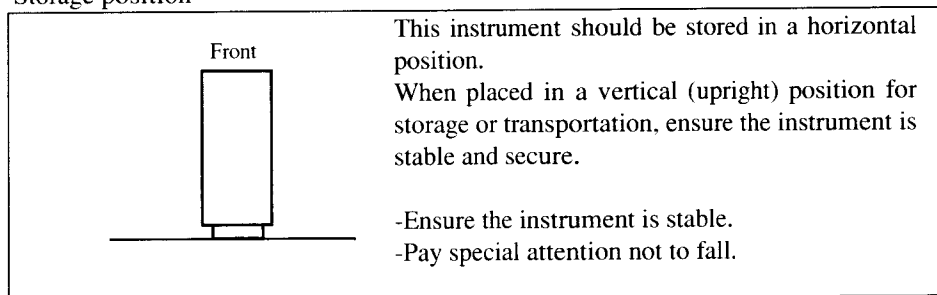 Storage position
Front
This instrument should be stored in a horizontal
position.
When placed in a vertical (upright) position for
storage or transportation, ensure the instrument is
stable and secure.
-Ensure the instrument is stable.
-Pay special attention not to fall.